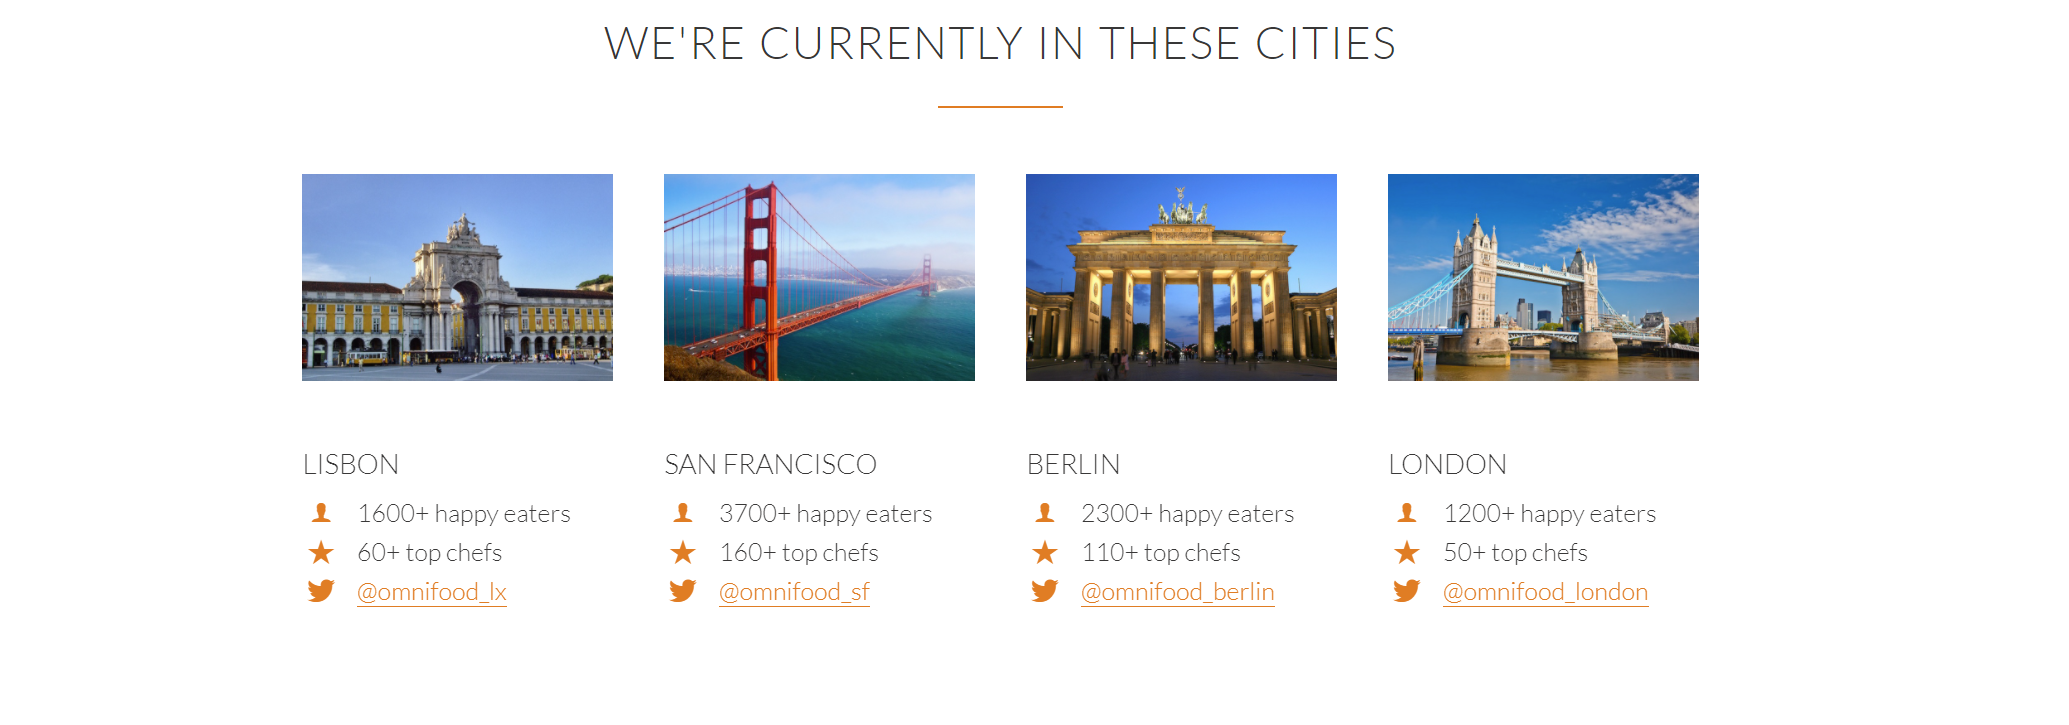 WE'RE CURRENTLY IN THESE CITIES
LISBON
1600+ happy eaters
60+ top chefs
@omnifood_lx
SAN FRANCISCO
3700+ happy eaters
160+ top chefs
@omnifood_sf
BERLIN
2300+ happy eaters
110+ top chefs
@omnifood_berlin
LONDON
1200+ happy eaters
50+ top chefs
@omnifood_london